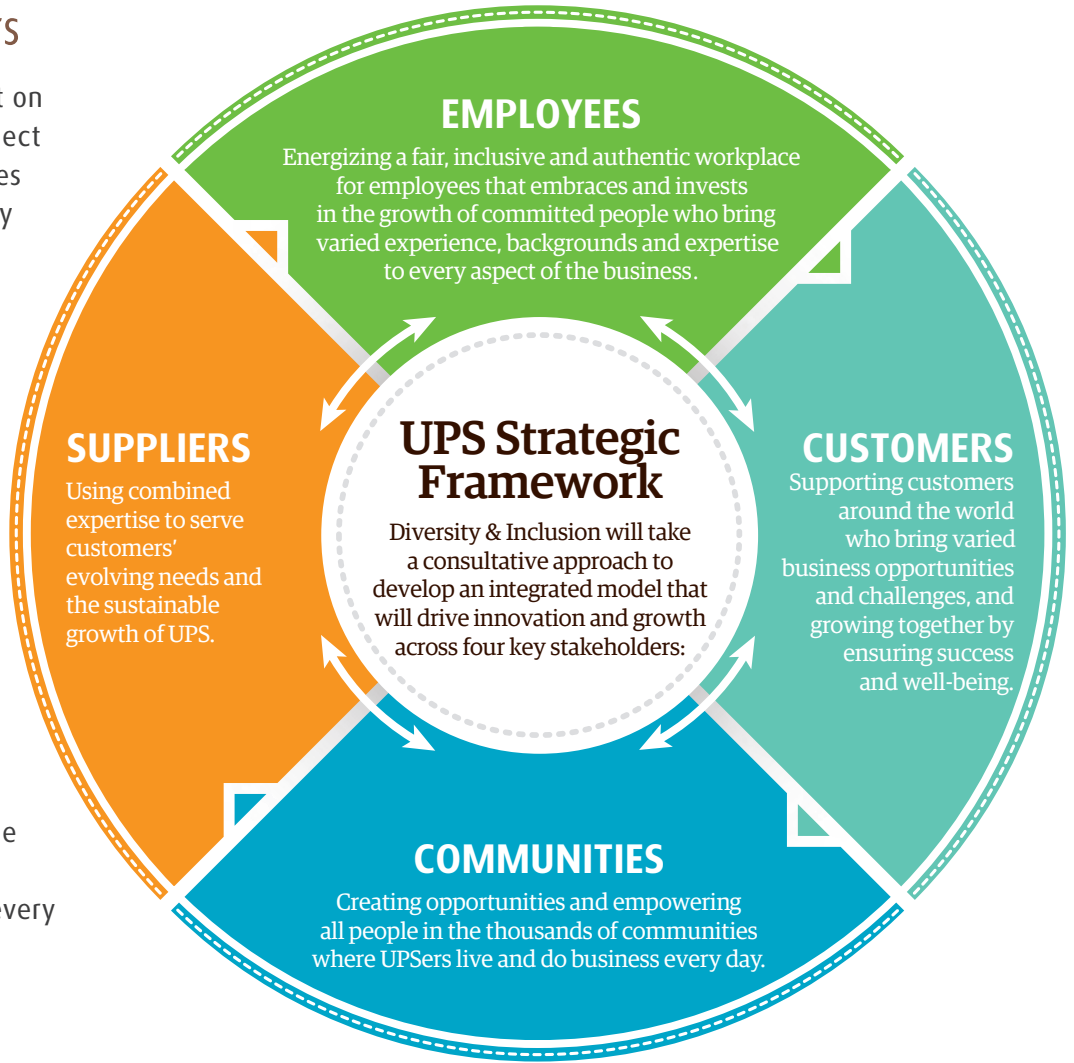 EMPLOYEES
Energizing a fair, inclusive and authentic workplace
for employees that embraces and invests
in the growth of committed people who bring
varied experience, backgrounds and expertise
to every aspect of the business.
SUPPLIERS
Using combined
expertise to serve
customers’
evolving needs and
the sustainable
growth of UPS.
UPS Strategic
Framework
Diversity & Inclusion will take
a consultative approach to
develop an integrated model that
will drive innovation and growth
across four key stakeholders:
CUSTOMERS
Supporting customers
around the world
who bring varied
business opportunities
and challenges, and
growing together by
ensuring success
and well-being.
COMMUNITIES
Creating opportunities and empowering
all people in the thousands of communities
where UPSers live and do business every day.
on
every